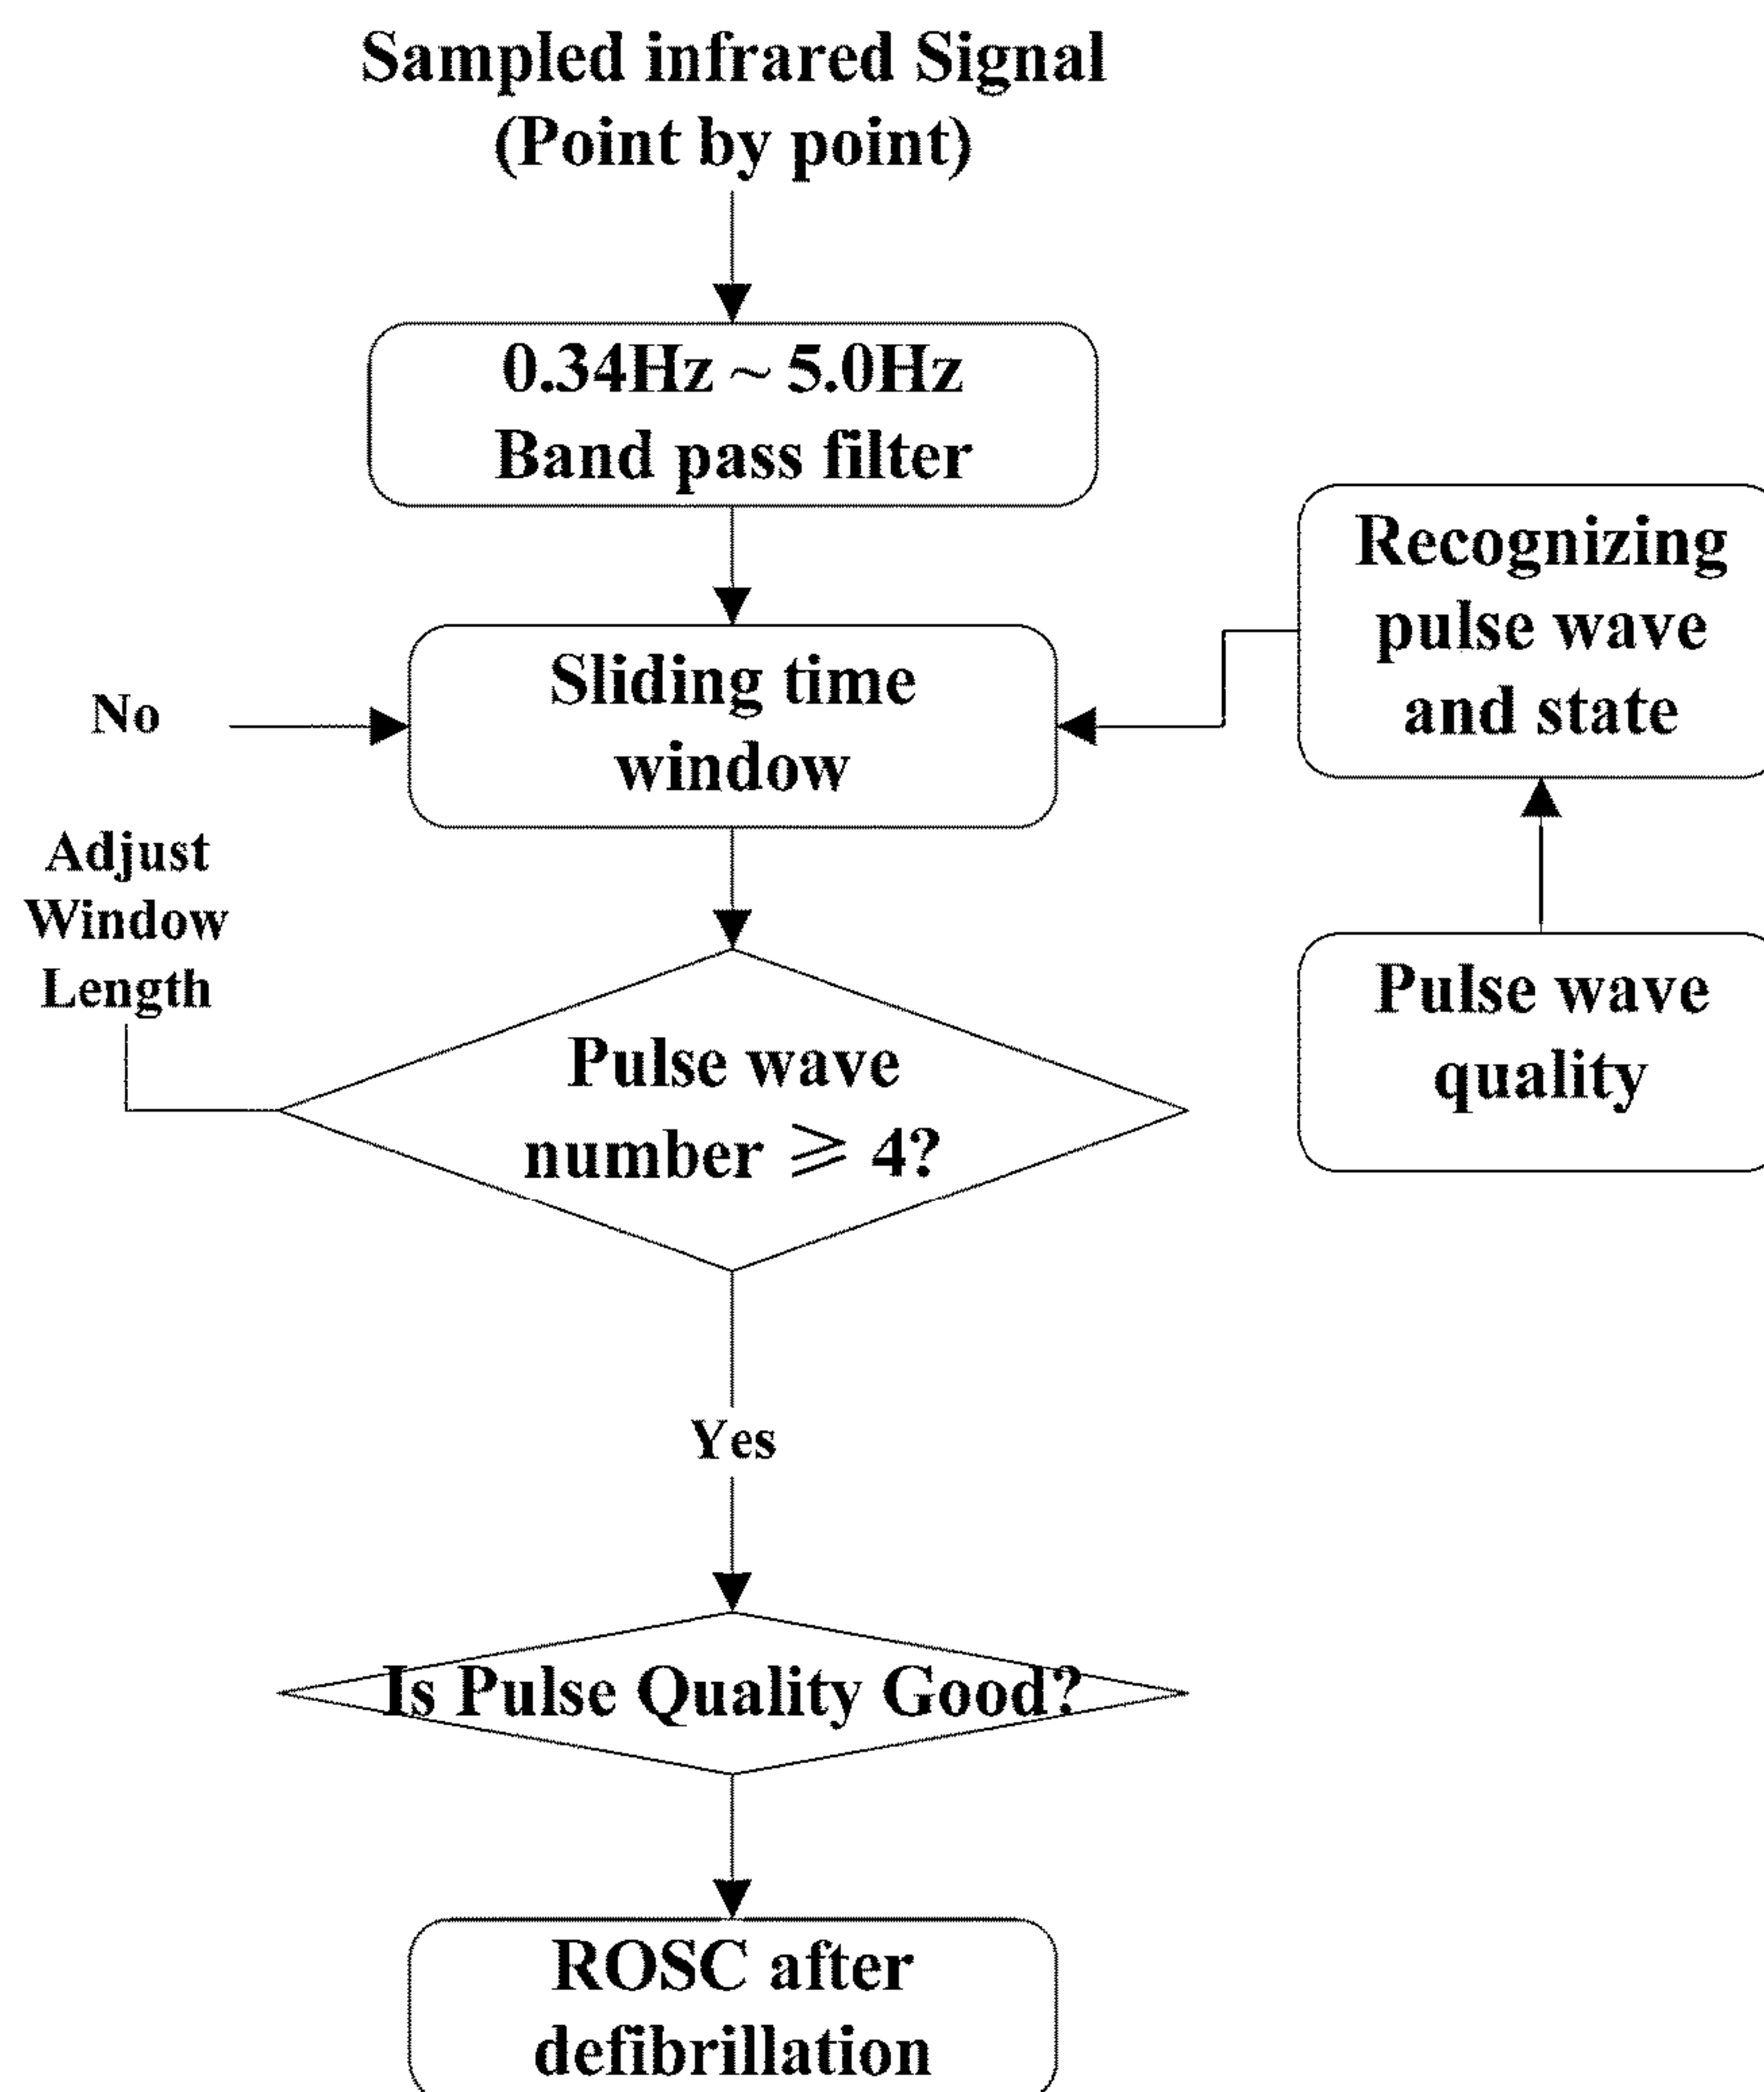 Sampled infrared Signal
(Point by point)
0.34Hz ~ 5.0Hz
Band pass filter
Recognizing
pulse wave
and state
Sliding time
window
No
Adjust
Window
Length
Pulse wave
number ⩾ 4?
Pulse wave
quality
Yes
Is Pulse Quality Good?
ROSC after
defibrillation